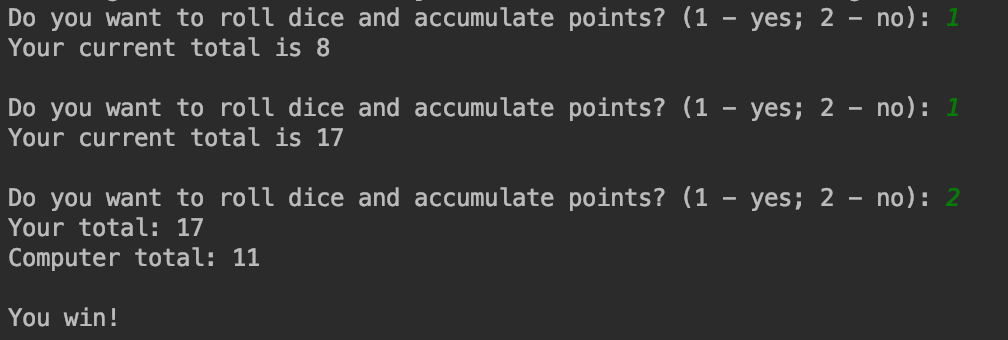 Do you want to roll dice and accumulate points? (1 – yes; 2 – no): 1
Your current total is 8
Do you want to roll dice and accumulate points? (1 – yes; 2 – no): 1
Your current total is 17
Do you want to roll dice and accumulate points? (1 – yes; 2 – no): 2
Your total: 17
Computer total: 11
You win!